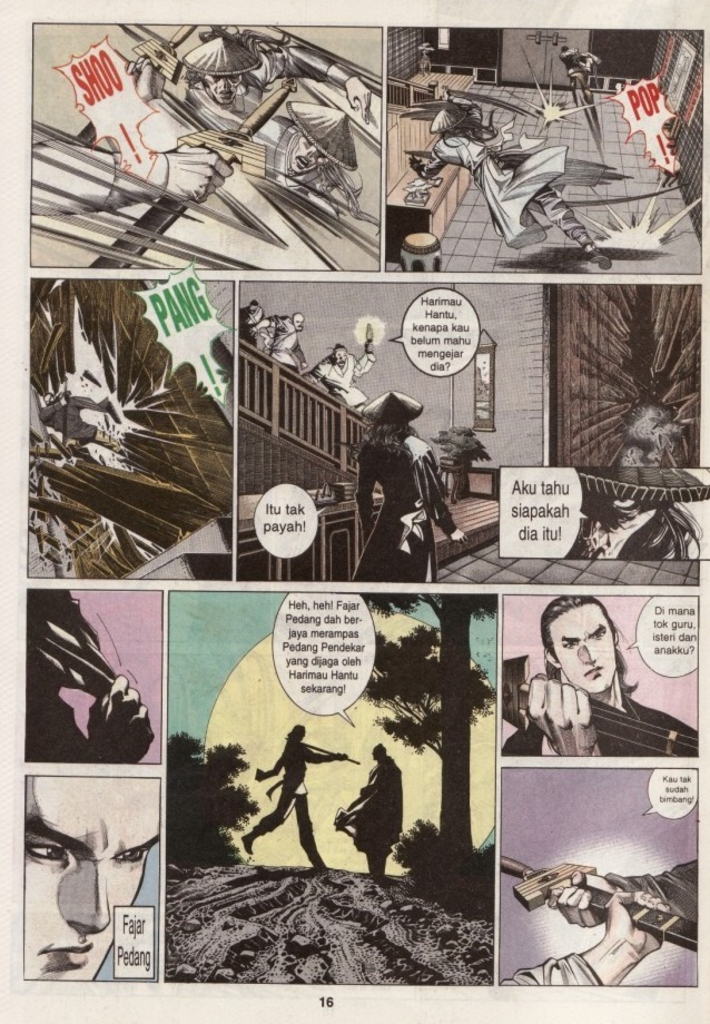 SHOO
!
POP
!
PANG
!
Harimau
Hantu,
kenapa kau
belum mahu
mengejar
dia?
Itu tak
payah!
Aku tahu
siapakah
dia itu!
Heh, heh! Fajar
Pedang dah ber-
jaya merampas
Pedang Pendekar
yang dijaga oleh
Harimau Hantu
sekarang!
Di mana
tok guru,
isteri dan
anakku?
Fajar
Pedang
Kau tak
sudah
bimbang!
16